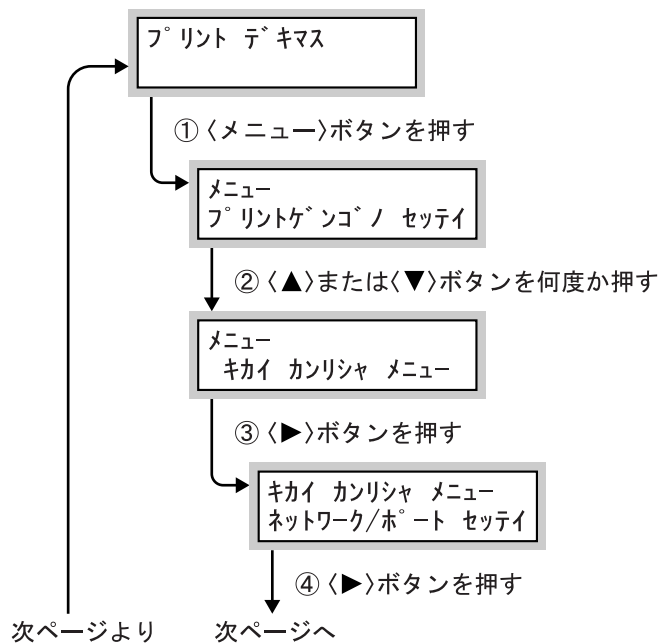 プリント デキマス
① 〈メニュー〉ボタンを押す
メニュー
プリントゲンゴノ セッテイ
② 〈▲〉または〈▼〉ボタンを何度か押す
メニュー
キカイ カンリシャ メニュー
③ 〈▶〉ボタンを押す
キカイ カンリシャ メニュー
ネットワーク/ポート セッテイ
④ 〈▶〉ボタンを押す
次ページより
次ページへ